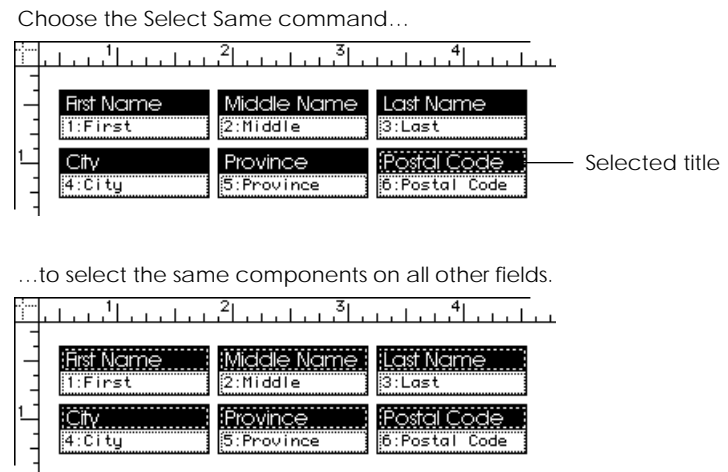 Choose the Select Same command…
1 2 3 4
First Name Middle Name Last Name
1:First 2:Middle 3:Last
1
City Province Postal Code Selected title
4:City 5:Province 6:Postal Code
…to select the same components on all other fields.
1 2 3 4
First Name Middle Name Last Name
1:First 2:Middle 3:Last
1
City Province Postal Code
4:City 5:Province 6:Postal Code